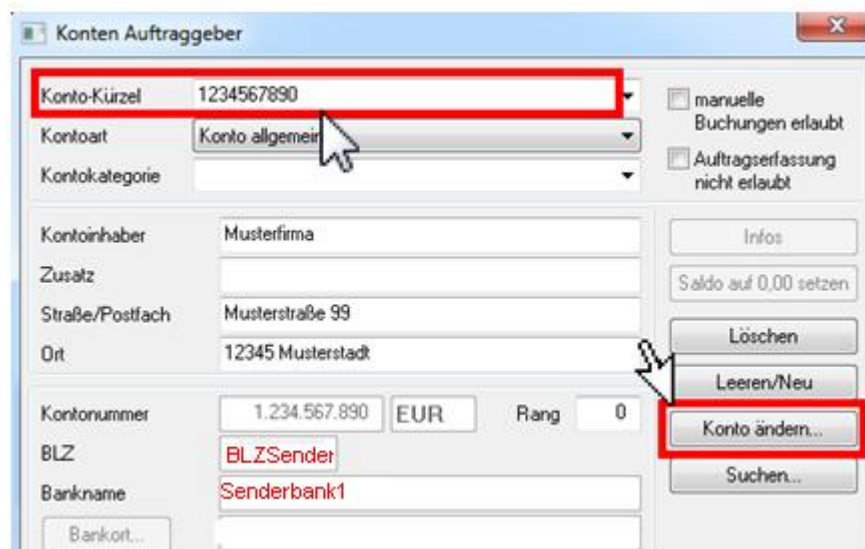 Konten Auftraggeber
Konto-Kürzel 1234567890
manuelle
Buchungen erlaubt
Kontoart Konto allgemein
Auftragserfassung
nicht erlaubt
Kontokategorie
Kontoinhaber Musterfirma
Infos
Zusatz
Saldo auf 0,00 setzen
Straße/Postfach Musterstraße 99
Löschen
Ort 12345 Musterstadt
Leeren/Neu
Kontonummer 1.234.567.890 EUR Rang 0
Konto ändern...
BLZ BLZSender
Suchen...
Bankname Senderbank1
Bankort...